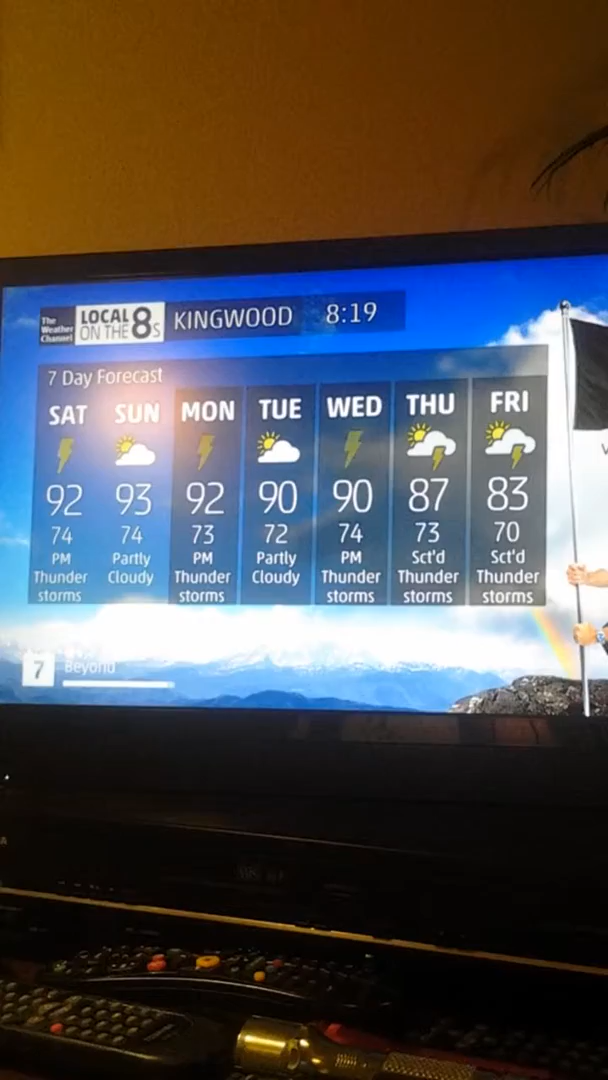 The Weather Channel
LOCAL ON THE 8s
KINGWOOD 8:19
7 Day Forecast
SAT SUN MON TUE WED THU FRI
92 93 92 90 90 87 83
74 74 73 72 74 73 70
PM Partly PM Partly PM Sct'd Sct'd
Thunder Cloudy Thunder Cloudy Thunder Thunder Thunder
storms storms storms storms storms
7 Beyond